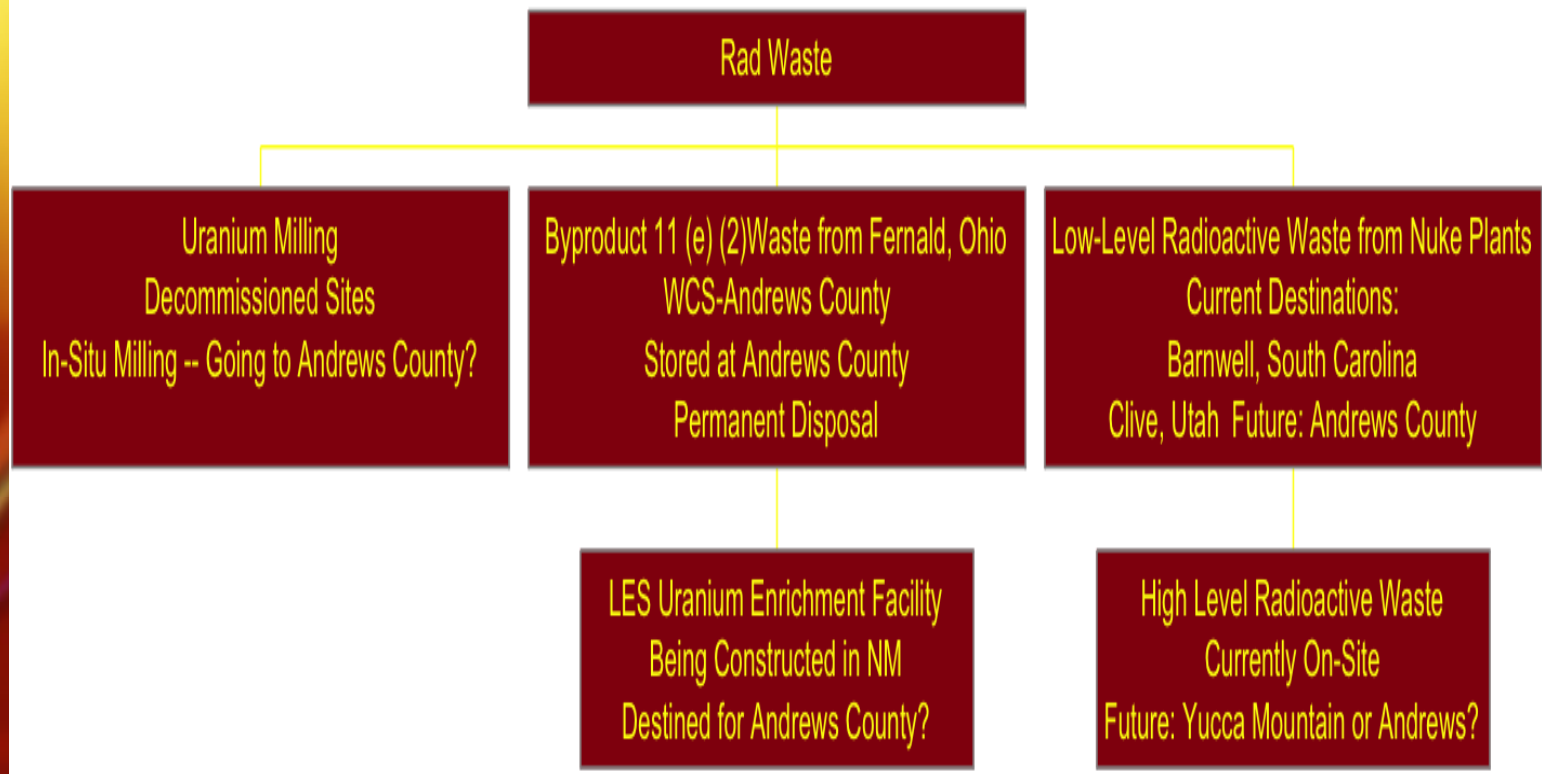 Rad Waste
Uranium Milling
Decommissioned Sites
In-Situ Milling -- Going to Andrews County?
Byproduct 11 (e) (2)Waste from Fernald, Ohio
WCS-Andrews County
Stored at Andrews County
Permanent Disposal
Low-Level Radioactive Waste from Nuke Plants
Current Destinations:
Barnwell, South Carolina
Clive, Utah  Future: Andrews County
LES Uranium Enrichment Facility
Being Constructed in NM
Destined for Andrews County?
High Level Radioactive Waste
Currently On-Site
Future: Yucca Mountain or Andrews?